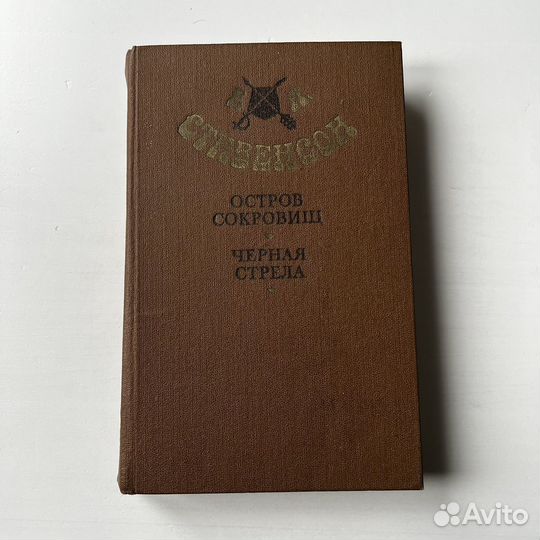 Р Л
СТИВЕНСОН
ОСТРОВ
СОКРОВИЩ
ЧЕРНАЯ
СТРЕЛА
Avito